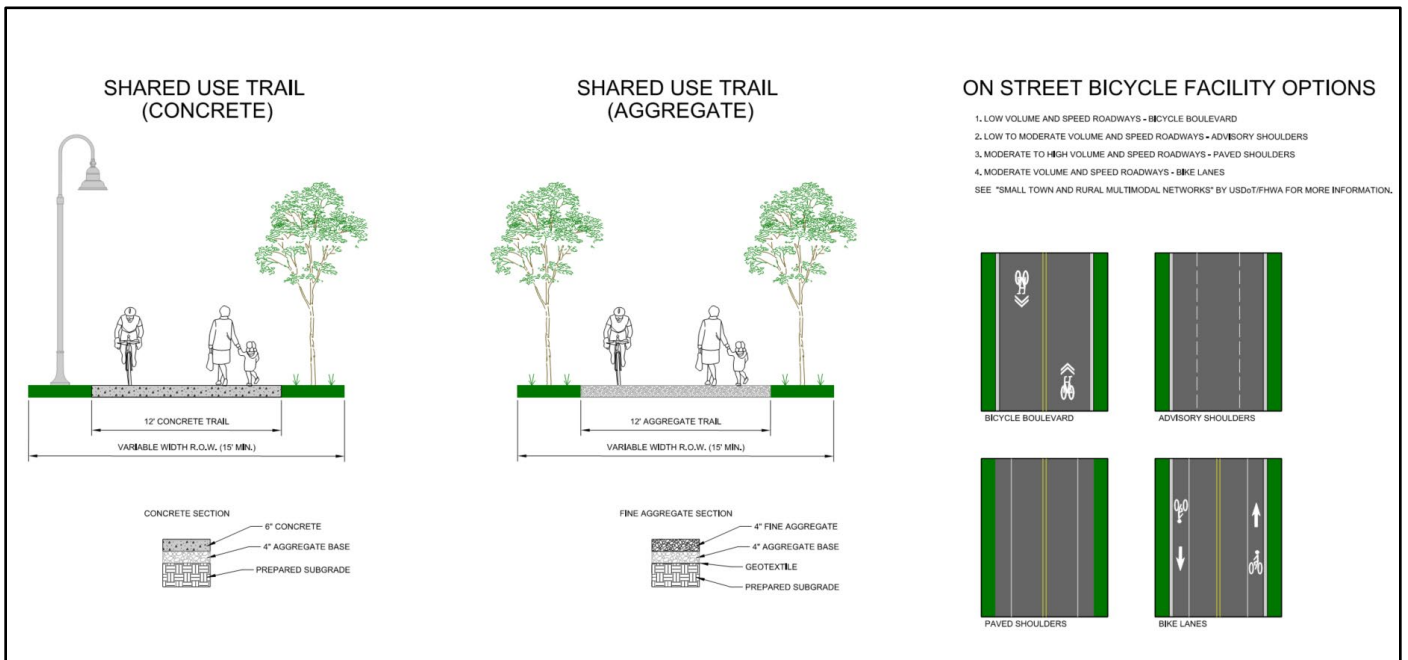 SHARED USE TRAIL
(CONCRETE)
12' CONCRETE TRAIL
VARIABLE WIDTH R.O.W. (15' MIN.)
CONCRETE SECTION
6" CONCRETE
4" AGGREGATE BASE
PREPARED SUBGRADE
SHARED USE TRAIL
(AGGREGATE)
12' AGGREGATE TRAIL
VARIABLE WIDTH R.O.W. (15' MIN.)
FINE AGGREGATE SECTION
4" FINE AGGREGATE
4" AGGREGATE BASE
GEOTEXTILE
PREPARED SUBGRADE
ON STREET BICYCLE FACILITY OPTIONS
1. LOW VOLUME AND SPEED ROADWAYS - BICYCLE BOULEVARD
2. LOW TO MODERATE VOLUME AND SPEED ROADWAYS - ADVISORY SHOULDERS
3. MODERATE TO HIGH VOLUME AND SPEED ROADWAYS - PAVED SHOULDERS
4. MODERATE VOLUME AND SPEED ROADWAYS - BIKE LANES
SEE "SMALL TOWN AND RURAL MULTIMODAL NETWORKS" BY USDoT/FHWA FOR MORE INFORMATION.
BICYCLE BOULEVARD
ADVISORY SHOULDERS
PAVED SHOULDERS
BIKE LANES